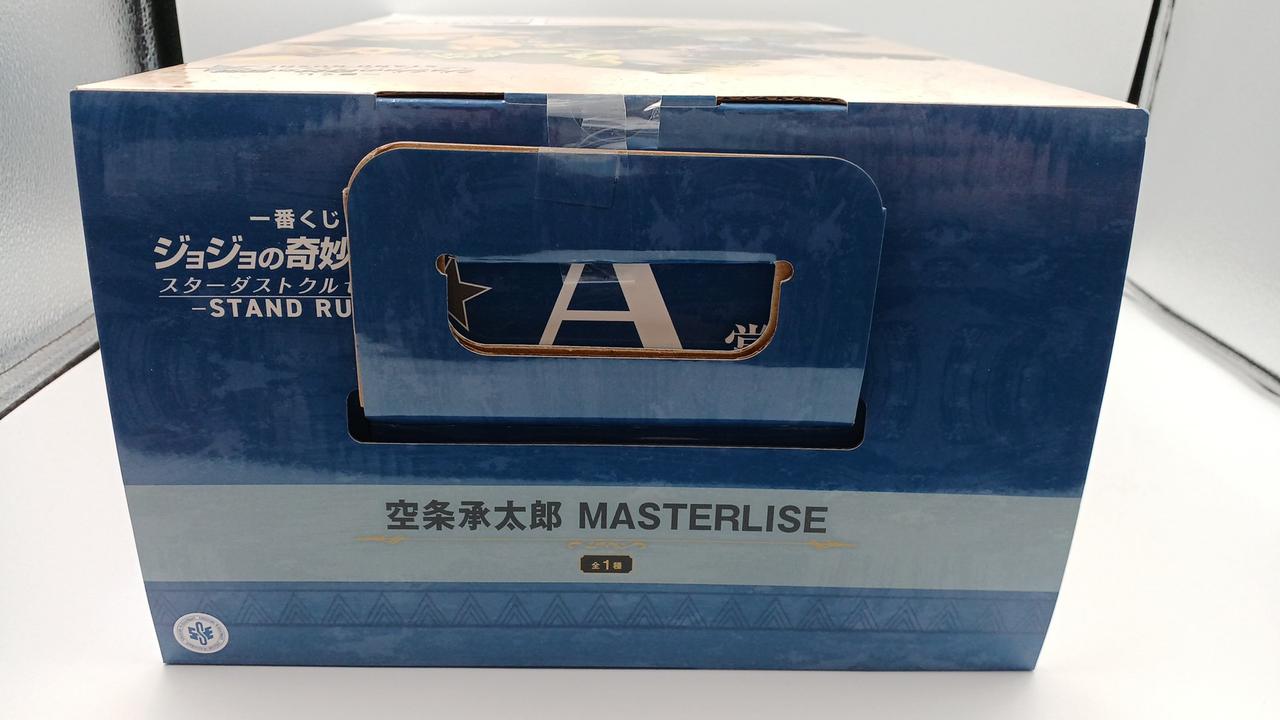 一番くじ
ジョジョの奇妙
スターダストクル
-STAND RU
A
賞
空条承太郎 MASTERLISE
全1種